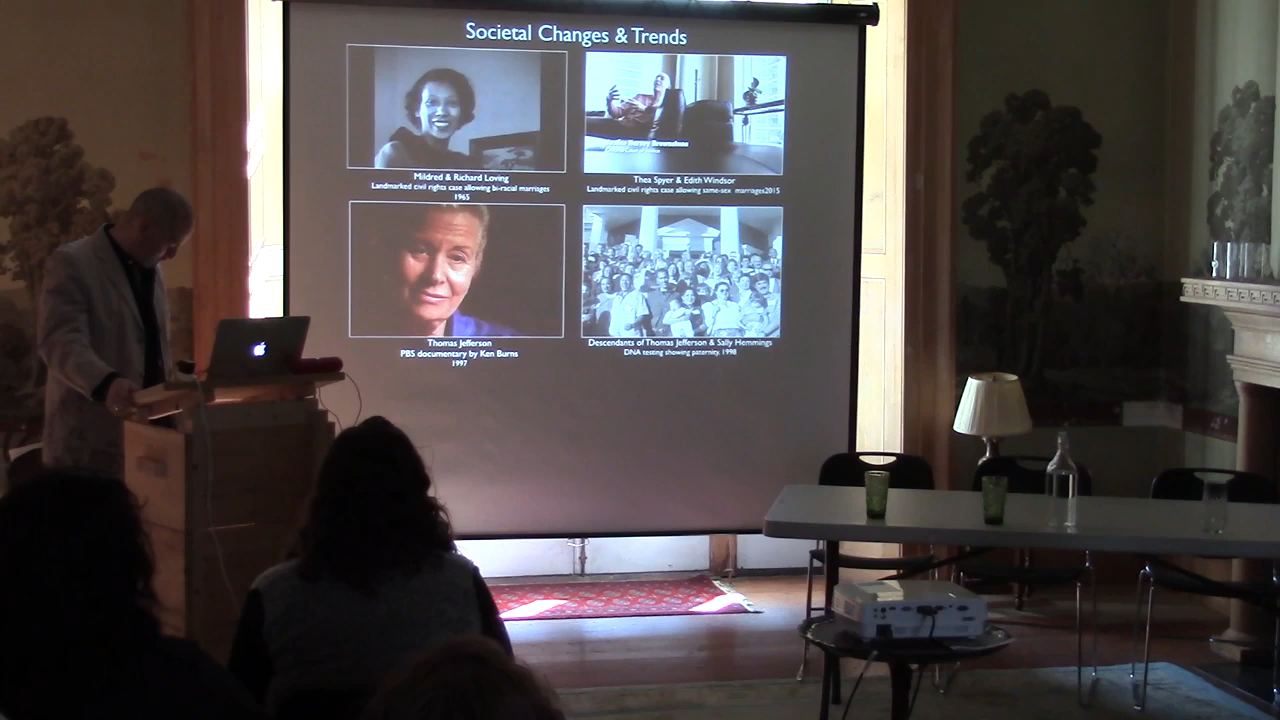 Societal Changes & Trends
Mildred & Richard Loving
Landmarked civil rights case allowing bi-racial marriages
1965
Thea Spyer & Edith Windsor
Landmarked civil rights case allowing same-sex marriages2015
Thomas Jefferson
PBS documentary by Ken Burns
1997
Descendants of Thomas Jefferson & Sally Hemmings
DNA testing showing paternity, 1998